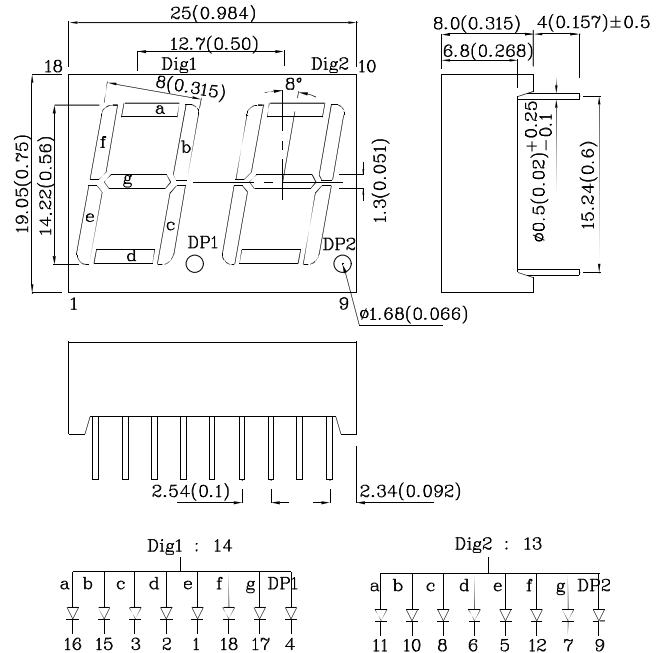 25(0.984)
8.0(0.315) 4(0.157)±0.5
12.7(0.50)
6.8(0.268)
18 Dig1 Dig2 10
8(0.315) 8°
a
f b
g
e c
d
DP1 DP2
19.05(0.75)
14.22(0.56)
1.3(0.051)
ø0.5(0.02)+0.25 -0.1
15.24(0.6)
1 9
ø1.68(0.066)
2.54(0.1) 2.34(0.092)
Dig1 : 14 Dig2 : 13
a b c d e f g DP1 a b c d e f g DP2
16 15 3 2 1 18 17 4 11 10 8 6 5 12 7 9